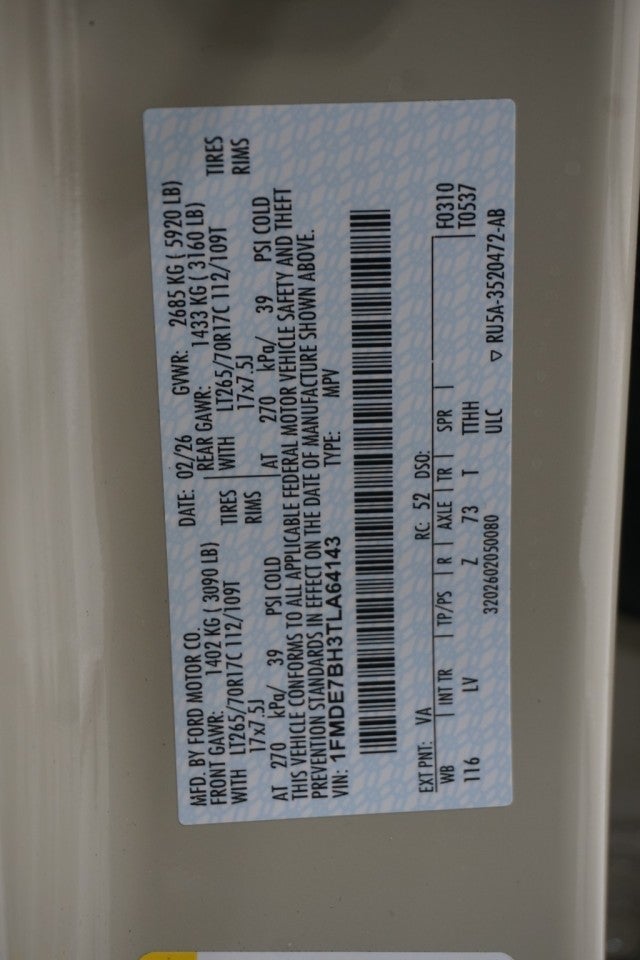 MFD. BY FORD MOTOR CO.
DATE: 02/26 GVWR: 2685 KG ( 5920 LB)
FRONT GAWR: 1402 KG ( 3090 LB) REAR GAWR: 1433 KG ( 3160 LB)
WITH LT265/70R17C 112/109T TIRES WITH LT265/70R17C 112/109T TIRES
17x7.5J RIMS 17x7.5J RIMS
AT 270 kPa/ 39 PSI COLD AT 270 kPa/ 39 PSI COLD
THIS VEHICLE CONFORMS TO ALL APPLICABLE FEDERAL MOTOR VEHICLE SAFETY AND THEFT
PREVENTION STANDARDS IN EFFECT ON THE DATE OF MANUFACTURE SHOWN ABOVE.
VIN: 1FMDE7BH3TLA64143 TYPE: MPV
EXT PNT: VA RC: 52 DSO: F0310
WB INT TR TP/PS R AXLE TR SPR T0537
116 LV Z 73 T TTHH
3202602050080 ULC ▽ RU5A-3520472-AB